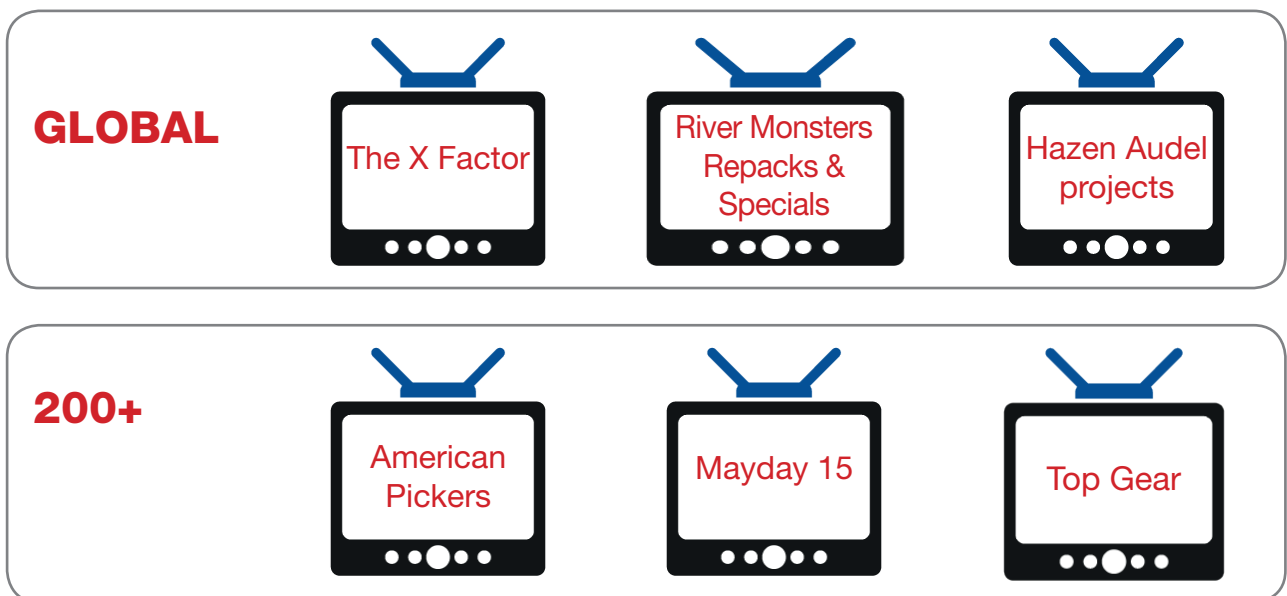 GLOBAL
The X Factor
River Monsters
Repacks &
Specials
Hazen Audel
projects
200+
American
Pickers
Mayday 15
Top Gear